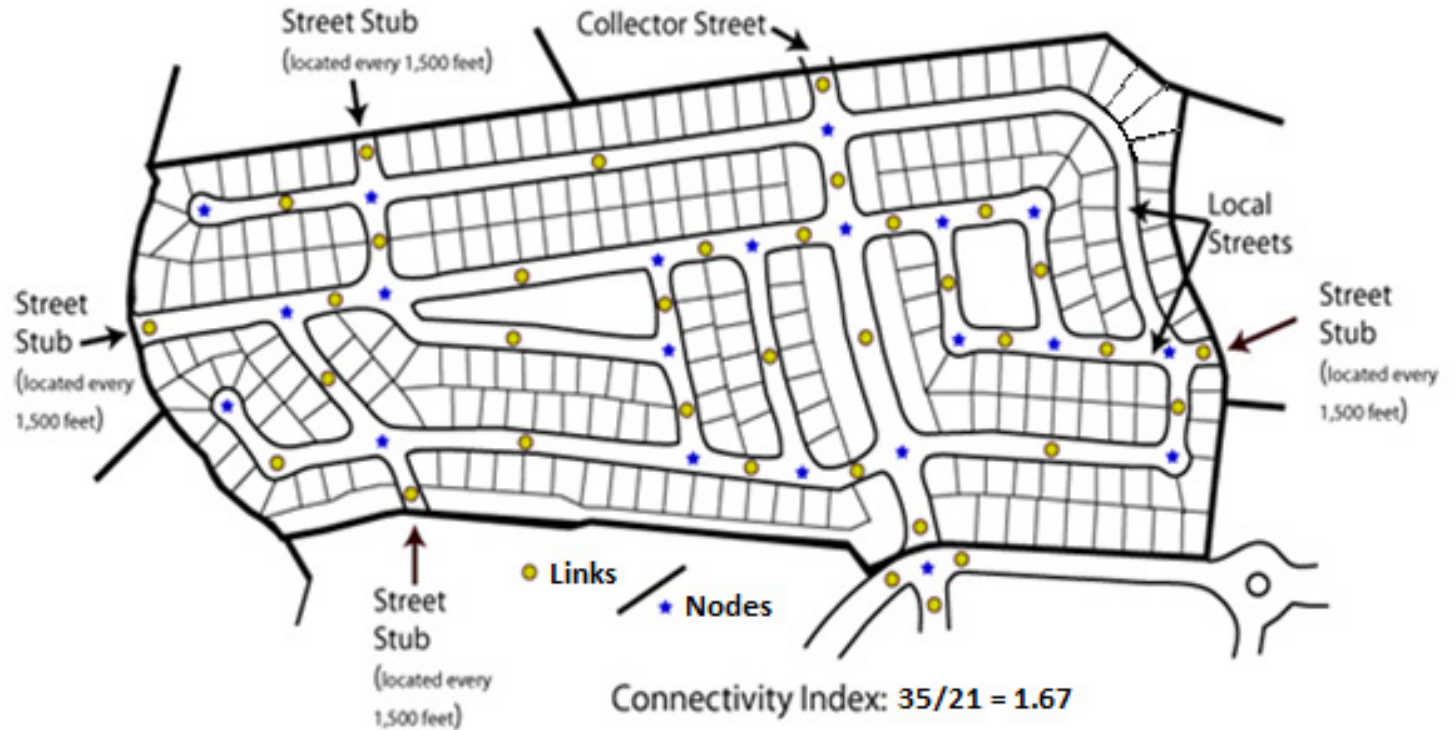 Street Stub
(located every 1,500 feet)
Collector Street
Local
Streets
Street
Stub
(located every
1,500 feet)
Street
Stub
(located every
1,500 feet)
Links
Nodes
Street
Stub
(located every
1,500 feet)
Connectivity Index: 35/21 = 1.67